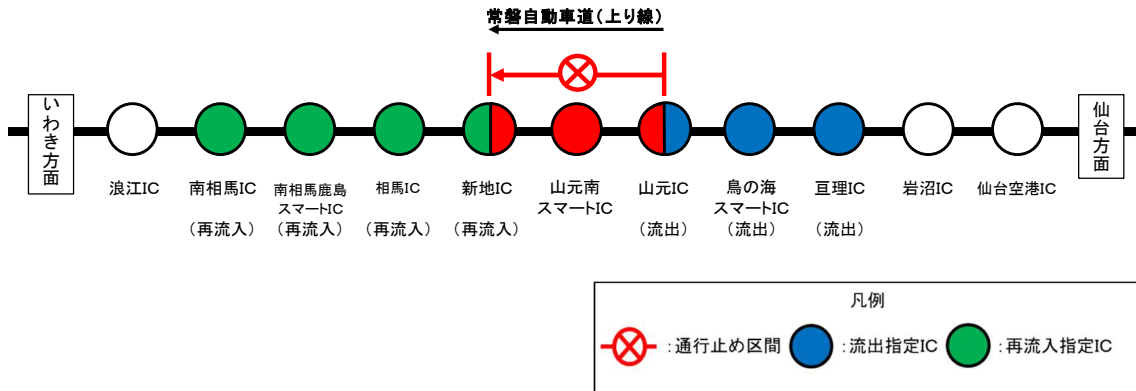 常磐自動車道(上り線)
いわき方面
仙台方面
浪江IC
南相馬IC
(再流入)
南相馬鹿島
スマートIC
(再流入)
相馬IC
(再流入)
新地IC
(再流入)
山元南
スマートIC
山元IC
(流出)
鳥の海
スマートIC
(流出)
亘理IC
(流出)
岩沼IC
仙台空港IC
凡例
:通行止め区間
:流出指定IC
:再流入指定IC